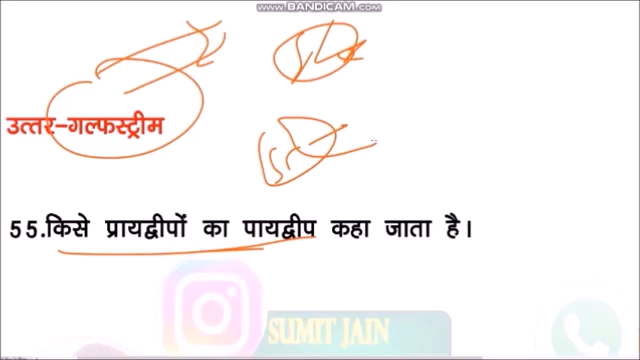 www.BANDICAM.com
उत्तर-गल्फस्ट्रीम
55.किसे प्रायद्वीपों का पायद्वीप कहा जाता है।
SUMIT JAIN